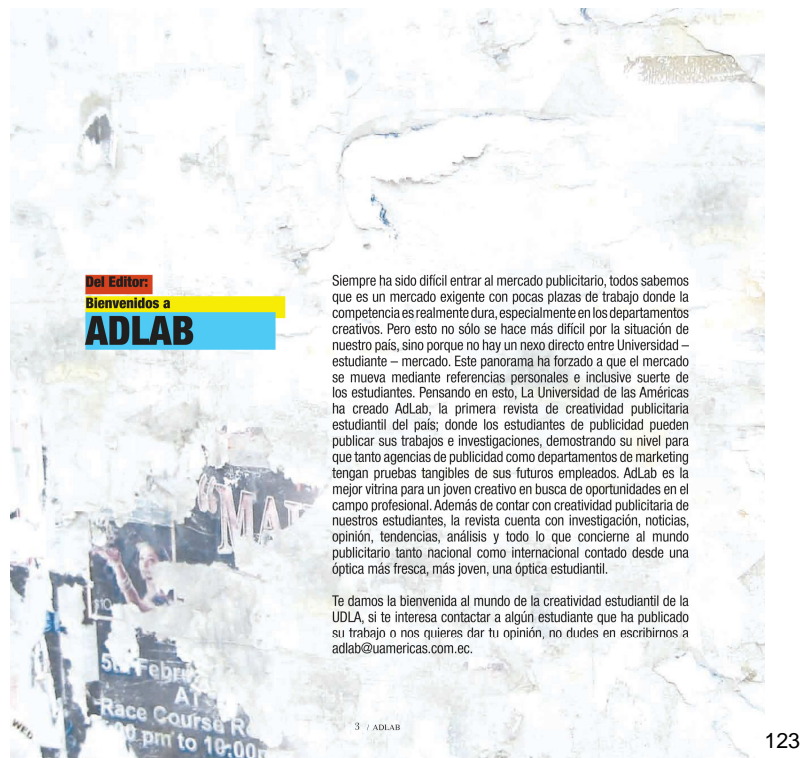 Del Editor:
Bienvenidos a
ADLAB
Siempre ha sido difícil entrar al mercado publicitario, todos sabemos
que es un mercado exigente con pocas plazas de trabajo donde la
competencia es realmente dura, especialmente en los departamentos
creativos. Pero esto no sólo se hace más difícil por la situación de
nuestro país, sino porque no hay un nexo directo entre Universidad –
estudiante – mercado. Este panorama ha forzado a que el mercado
se mueva mediante referencias personales e inclusive suerte de
los estudiantes. Pensando en esto, La Universidad de las Américas
ha creado AdLab, la primera revista de creatividad publicitaria
estudiantil del país; donde los estudiantes de publicidad pueden
publicar sus trabajos e investigaciones, demostrando su nivel para
que tanto agencias de publicidad como departamentos de marketing
tengan pruebas tangibles de sus futuros empleados. AdLab es la
mejor vitrina para un joven creativo en busca de oportunidades en el
campo profesional. Además de contar con creatividad publicitaria de
nuestros estudiantes, la revista cuenta con investigación, noticias,
opinión, tendencias, análisis y todo lo que concierne al mundo
publicitario tanto nacional como internacional contado desde una
óptica más fresca, más joven, una óptica estudiantil.
Te damos la bienvenida al mundo de la creatividad estudiantil de la
UDLA, si te interesa contactar a algún estudiante que ha publicado
su trabajo o nos quieres dar tu opinión, no dudes en escribirnos a
adlab@uamericas.com.ec.
"MA
$10
5th Febru
AT
Race Course R
pm to 10:00
WED
3 / ADLAB
123